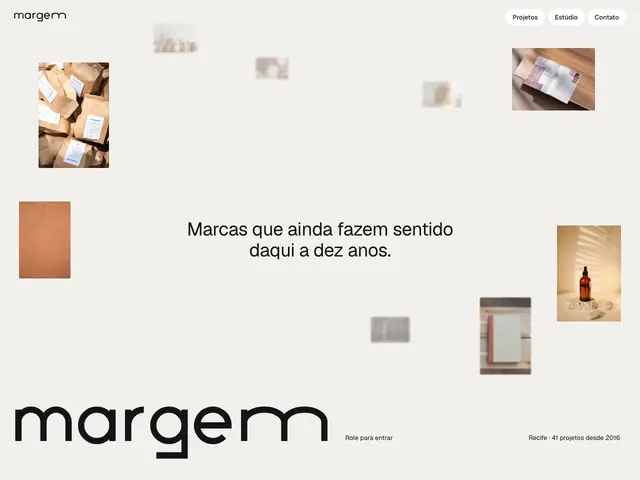 margem
Projetos
Estúdio
Contato
Marcas que ainda fazem sentido
daqui a dez anos.
margem
Role para entrar
Recife · 41 projetos desde 2016